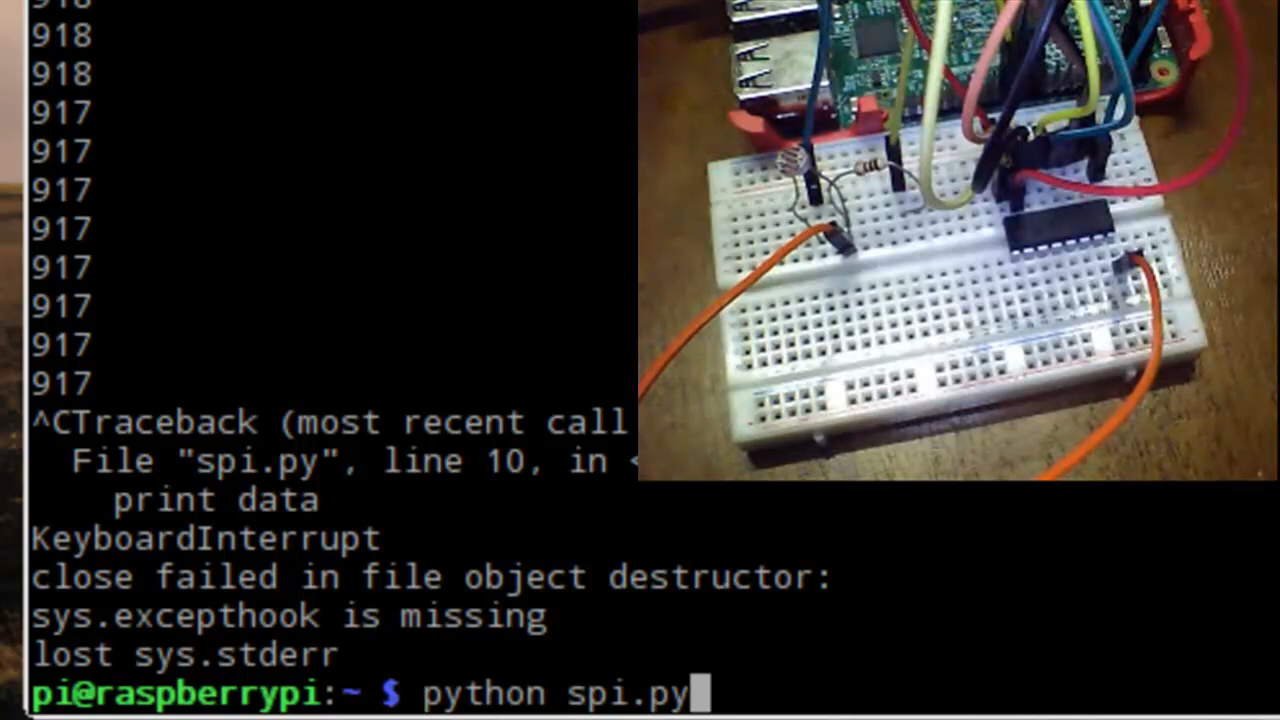 918
918
918
917
917
917
917
917
917
917
917
^CTraceback (most recent call
  File "spi.py", line 10, in <
    print data
KeyboardInterrupt
close failed in file object destructor:
sys.excepthook is missing
lost sys.stderr
pi@raspberrypi:~ $ python spi.py